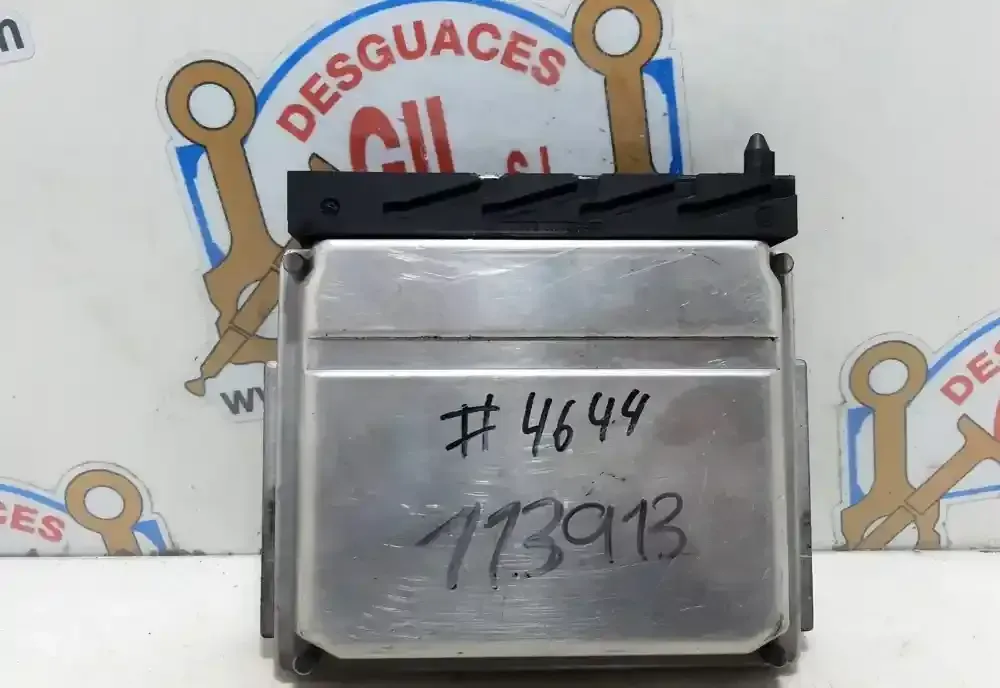 m
DESGUACES
GIL S.L.
W
# 4644
113913
DES
CES